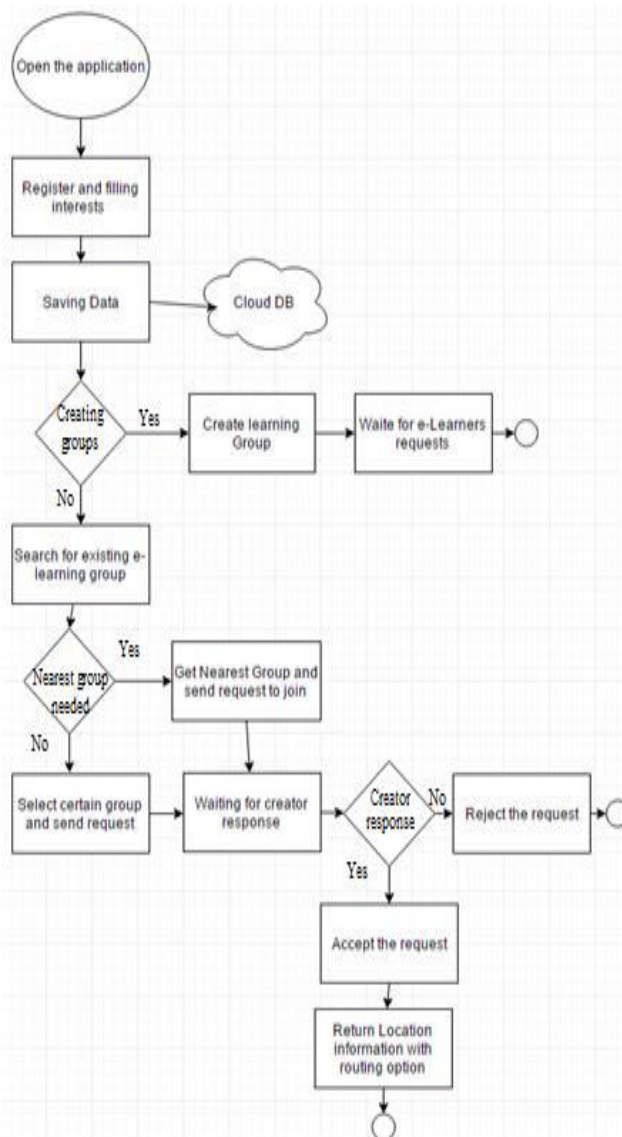 Open the application
Register and filling
interests
Saving Data
Cloud DB
Creating
groups
Yes
Create learning
Group
Waite for e-Learners
requests
No
Search for existing e-
learning group
Nearest group
needed
Yes
Get Nearest Group and
send request to join
No
Select certain group
and send request
Waiting for creator
response
Creator
response
No
Reject the request
Yes
Accept the request
Return Location
information with
routing option